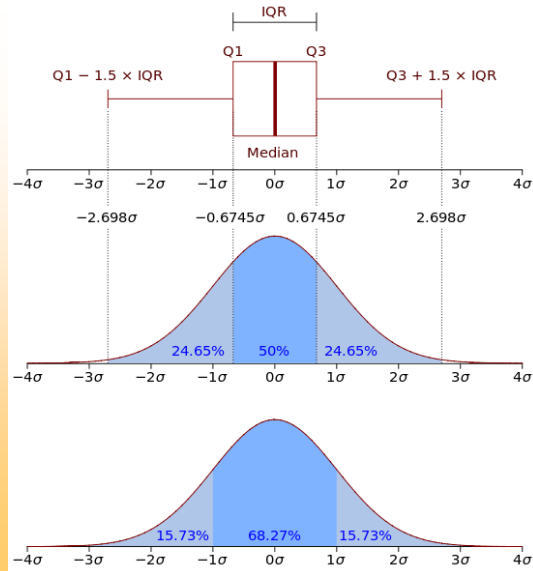 IQR
Q1 Q3
Q1 − 1.5 × IQR Q3 + 1.5 × IQR
Median
−4σ −3σ −2σ −1σ 0σ 1σ 2σ 3σ 4σ
−2.698σ −0.6745σ 0.6745σ 2.698σ
24.65% 50% 24.65%
−4σ −3σ −2σ −1σ 0σ 1σ 2σ 3σ 4σ
15.73% 68.27% 15.73%
−4σ −3σ −2σ −1σ 0σ 1σ 2σ 3σ 4σ